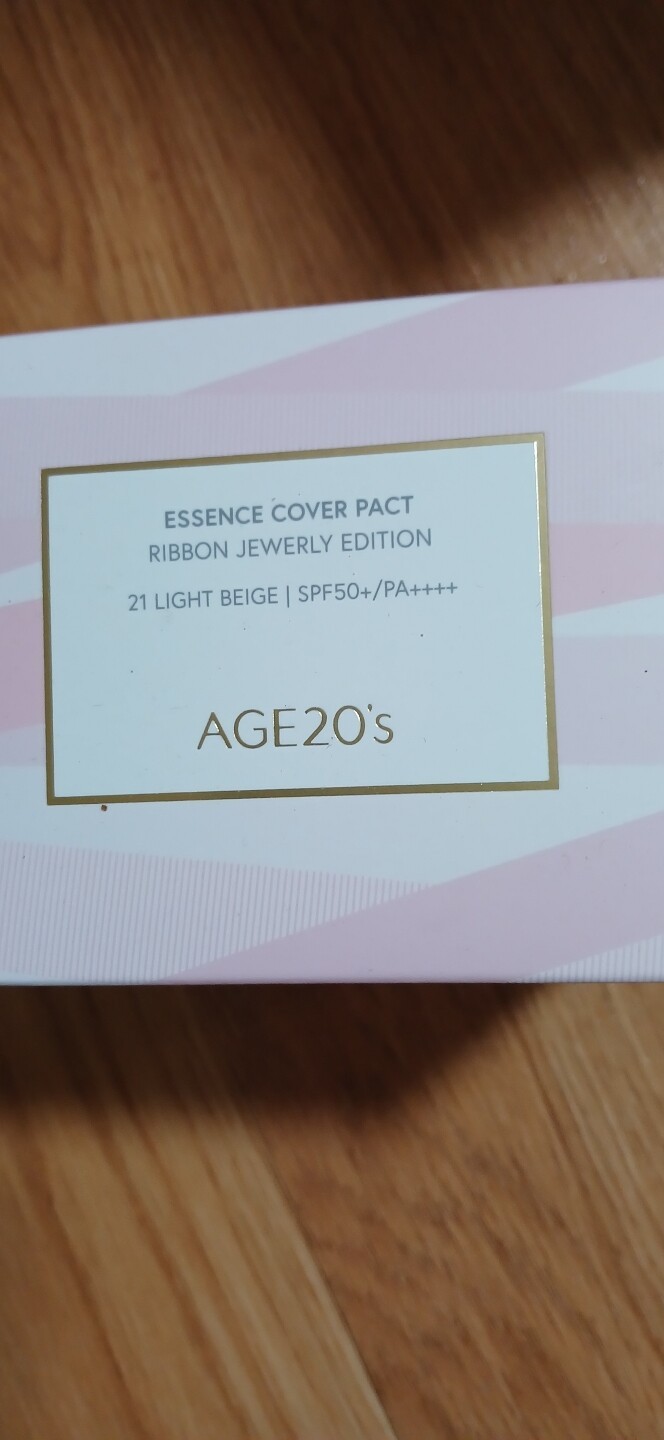 ESSENCE COVER PACT
RIBBON JEWERLY EDITION
21 LIGHT BEIGE | SPF50+/PA++++
AGE20's